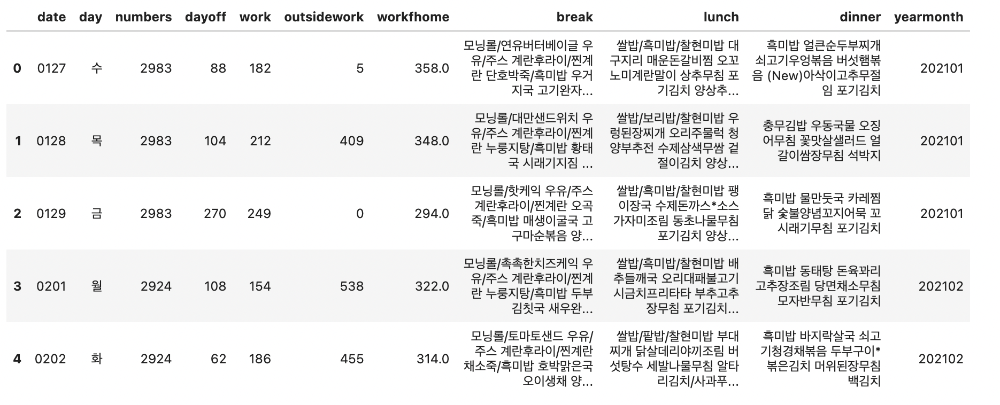 date day numbers dayoff work outsidework workfhome break lunch dinner yearmonth
0 0127 수 2983 88 182 5 358.0
모닝롤/연유버터베이글 우
유/주스 계란후라이/찐계
란 단호박죽/흑미밥 우거
지국 고기완자...
쌀밥/흑미밥/찰현미밥 대
구지리 매운돈갈비찜 오꼬
노미계란말이 상추무침 포
기김치 양상추...
흑미밥 얼큰순두부찌개
쇠고기우엉볶음 버섯햄볶
음 (New)아삭이고추무절
임 포기김치
202101
1 0128 목 2983 104 212 409 348.0
모닝롤/대만샌드위치 우
유/주스 계란후라이/찐계
란 누룽지탕/흑미밥 황태
국 시래기지짐 ...
쌀밥/보리밥/찰현미밥 우
렁된장찌개 오리주물럭 청
양부추전 수제삼색무쌈 겉
절이김치 양상...
충무김밥 우동국물 오징
어무침 꽃맛살샐러드 얼
갈이쌈장무침 석박지
202101
2 0129 금 2983 270 249 0 294.0
모닝롤/핫케익 우유/주스
계란후라이/찐계란 오곡
죽/흑미밥 매생이굴국 고
구마순볶음 양...
쌀밥/흑미밥/찰현미밥 팽
이장국 수제돈까스*소스
가자미조림 동초나물무침
포기김치 양상...
흑미밥 물만둣국 카레찜
닭 숯불양념꼬지어묵 꼬
시래기무침 포기김치
202101
3 0201 월 2924 108 154 538 322.0
모닝롤/촉촉한치즈케익 우
유/주스 계란후라이/찐계
란 누룽지탕/흑미밥 두부
김칫국 새우완...
쌀밥/흑미밥/찰현미밥 배
추들깨국 오리대패불고기
시금치프리타타 부추고추
장무침 포기김치...
흑미밥 동태탕 돈육꽈리
고추장조림 당면채소무침
모자반무침 포기김치
202102
4 0202 화 2924 62 186 455 314.0
모닝롤/토마토샌드 우유/
주스 계란후라이/찐계란
채소죽/흑미밥 호박맑은국
오이생채 양...
쌀밥/팥밥/찰현미밥 부대
찌개 닭살데리야끼조림 버
섯탕수 세발나물무침 알타
리김치/사과푸...
흑미밥 바지락살국 쇠고
기청경채볶음 두부구이*
볶은김치 머위된장무침
백김치
202102